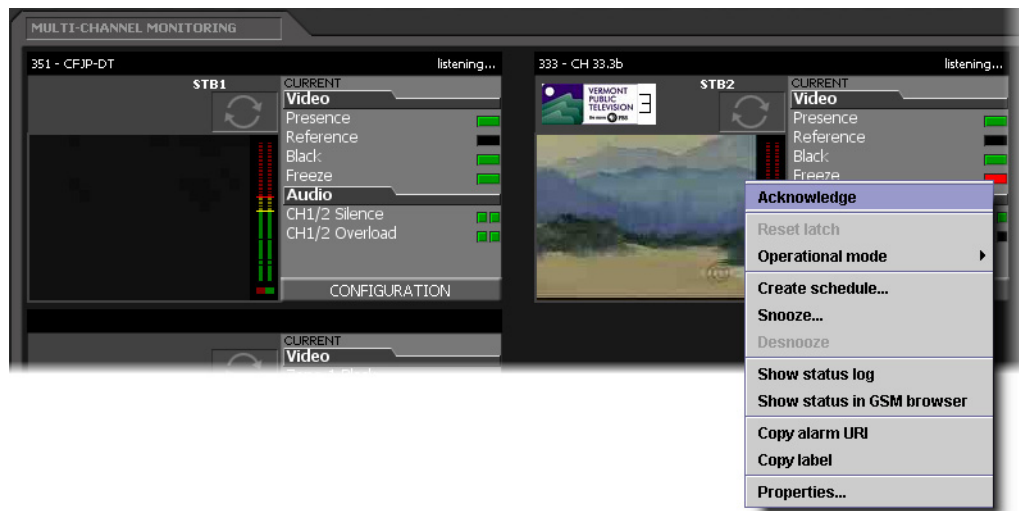 MULTI-CHANNEL MONITORING
351 - CFJP-DT
listening...
STB1
CURRENT
Video
Presence
Reference
Black
Freeze
Audio
CH1/2 Silence
CH1/2 Overload
CONFIGURATION
333 - CH 33.3b
listening...
VERMONT
PUBLIC
TELEVISION
3
PBS
STB2
CURRENT
Video
Presence
Reference
Black
Freeze
Acknowledge
Reset latch
Operational mode
Create schedule...
Snooze...
Desnooze
Show status log
Show status in GSM browser
Copy alarm URI
Copy label
Properties...
CURRENT
Video